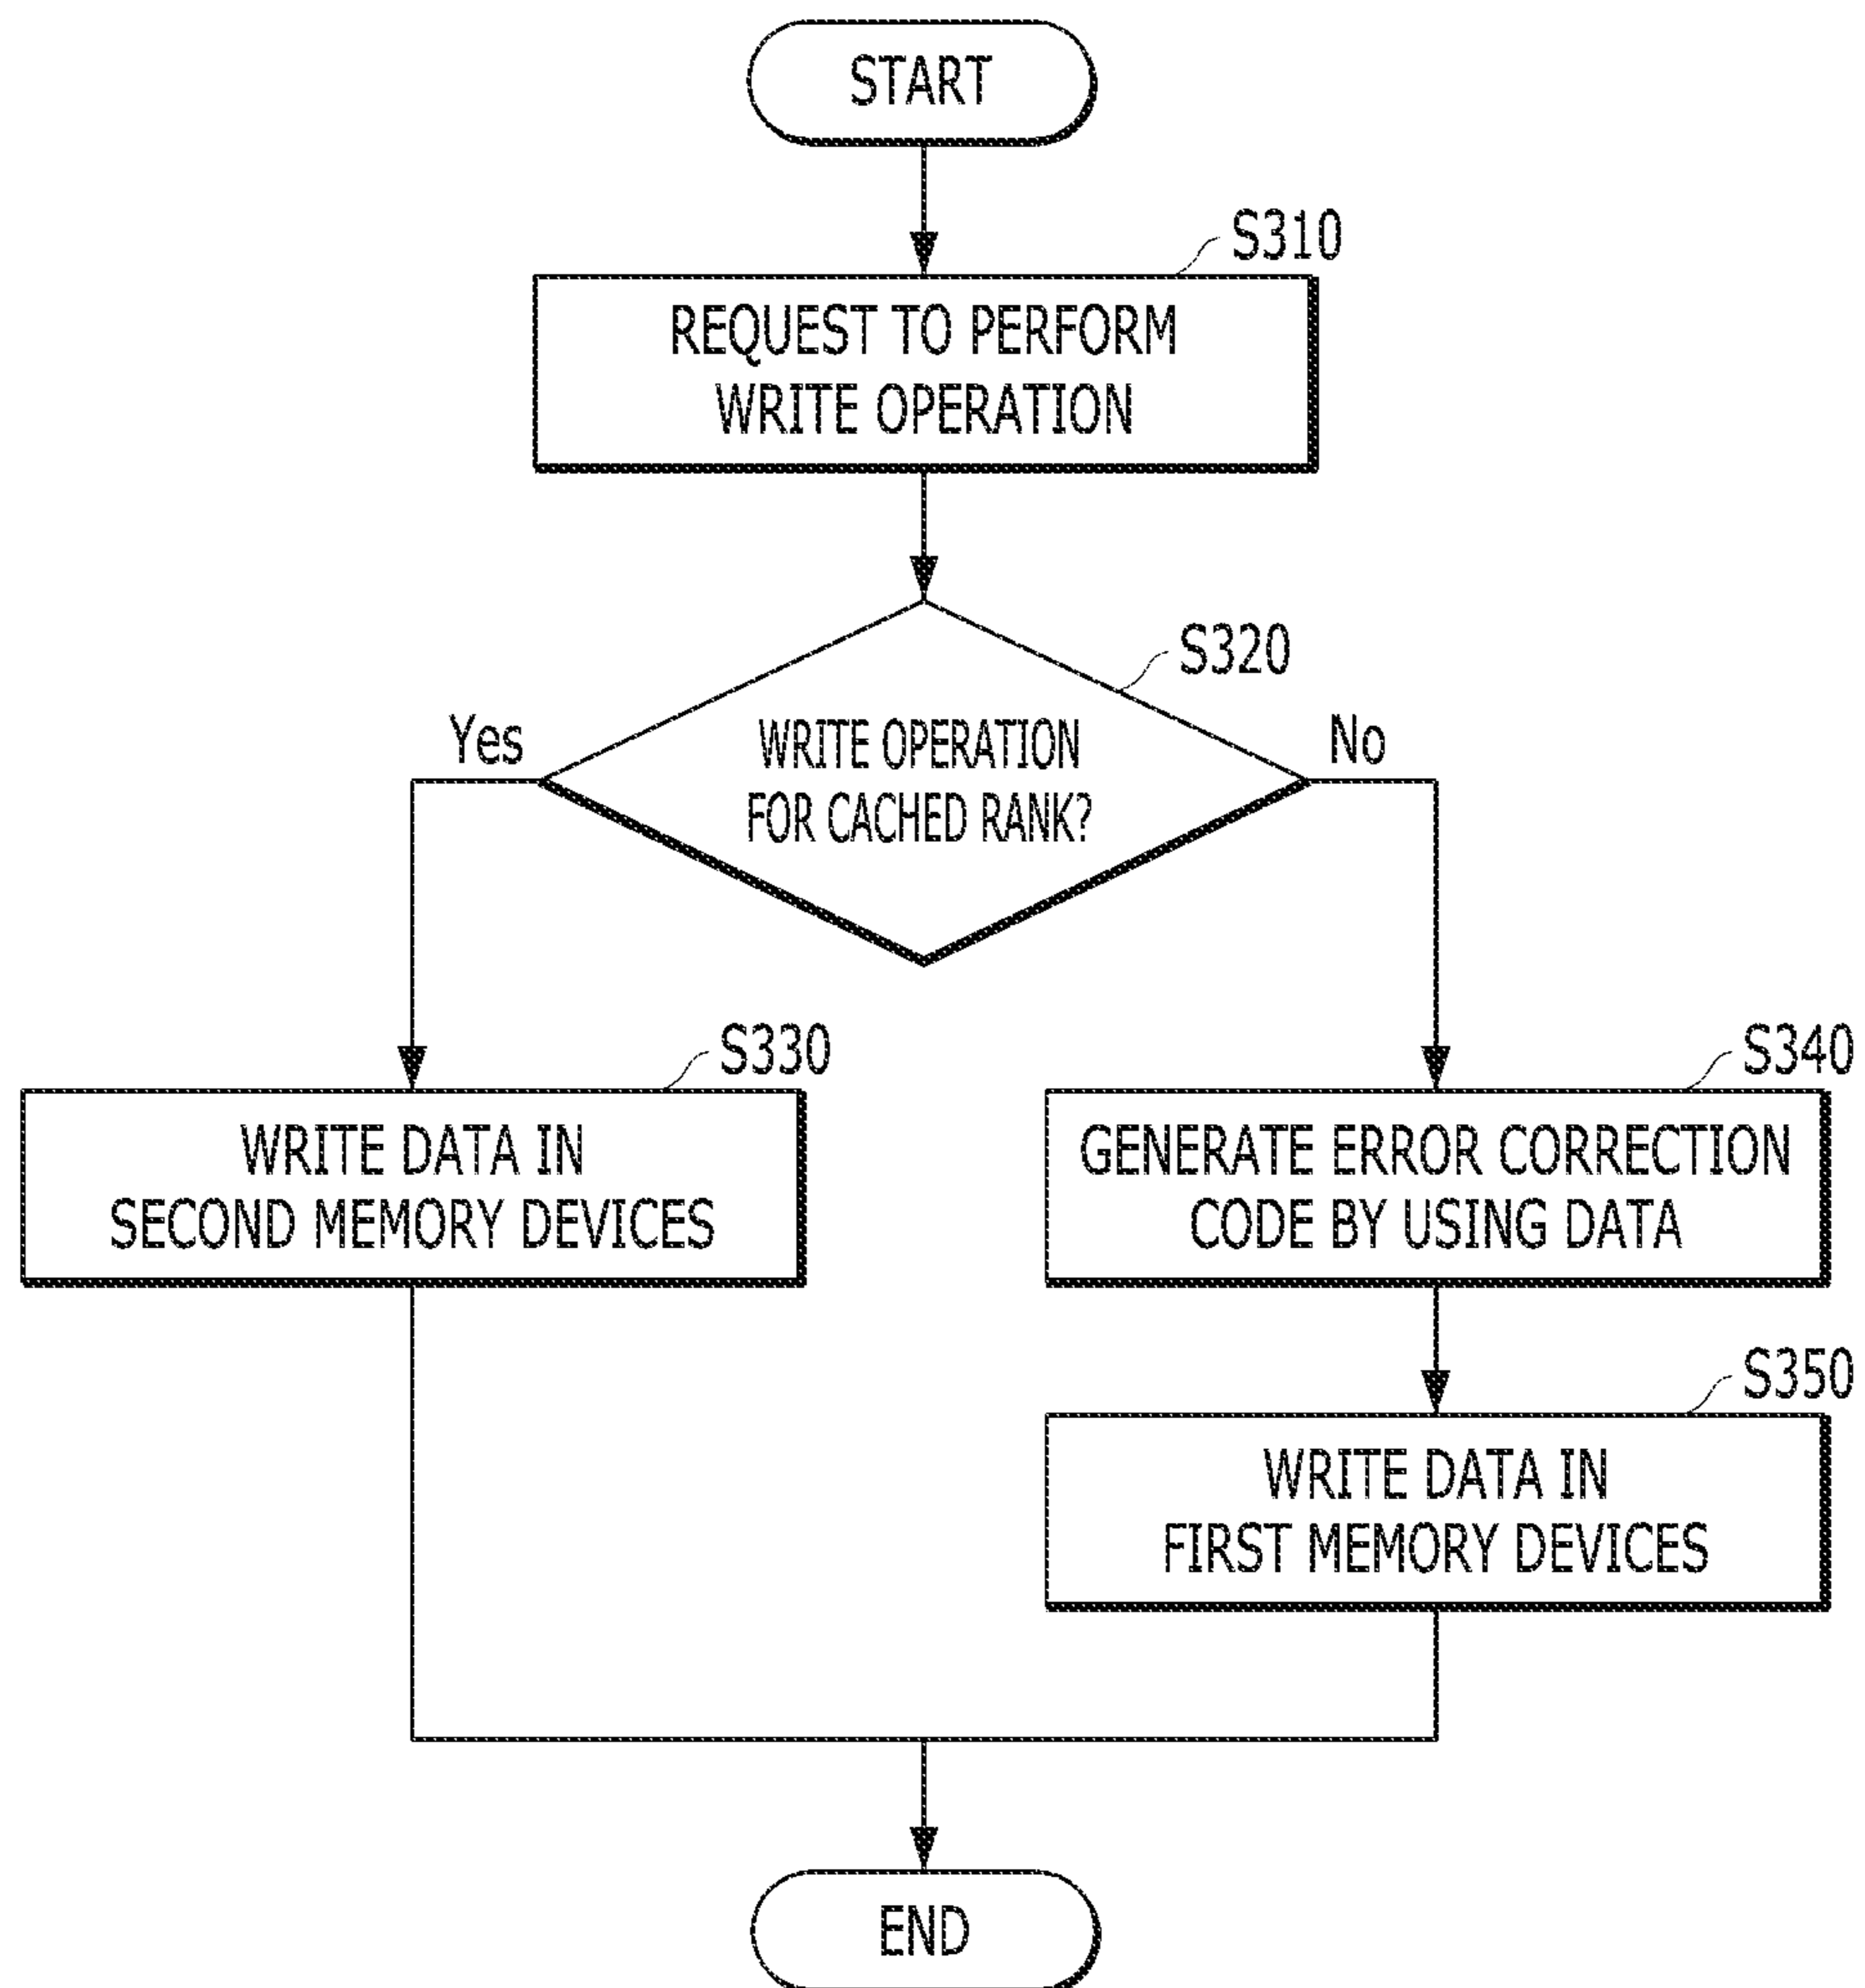 START
S310
REQUEST TO PERFORM
WRITE OPERATION
S320
Yes
WRITE OPERATION
FOR CACHED RANK?
No
S330
WRITE DATA IN
SECOND MEMORY DEVICES
S340
GENERATE ERROR CORRECTION
CODE BY USING DATA
S350
WRITE DATA IN
FIRST MEMORY DEVICES
END